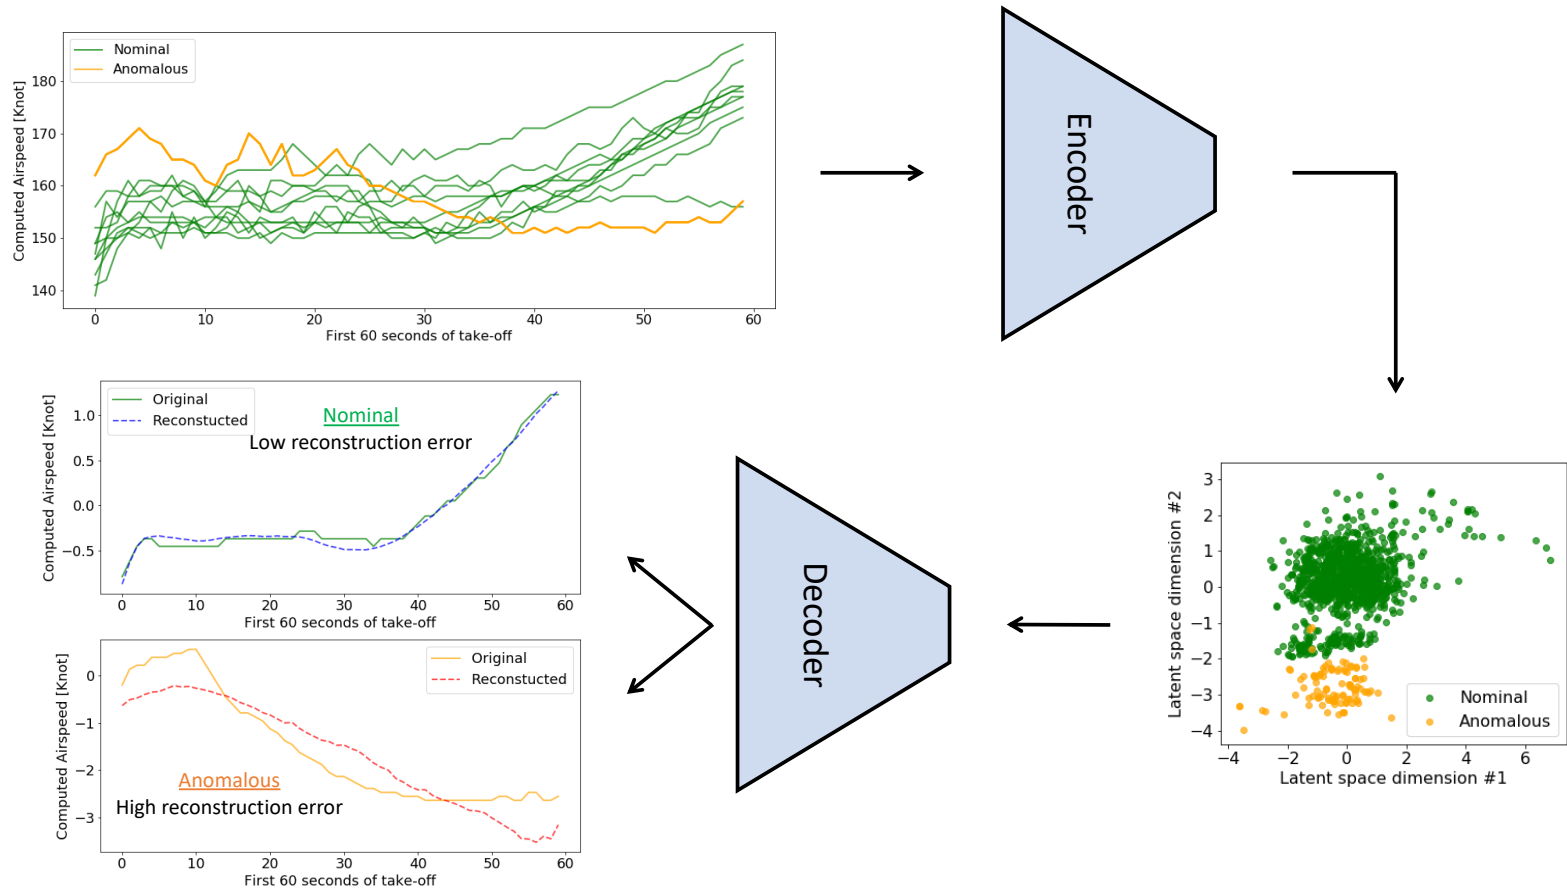 Nominal
Anomalous
Computed Airspeed [Knot]
180
170
160
150
140
0 10 20 30 40 50 60
First 60 seconds of take-off
Encoder
Original
Reconstucted
Nominal
Low reconstruction error
Computed Airspeed [Knot]
1.0
0.5
0.0
−0.5
0 10 20 30 40 50 60
First 60 seconds of take-off
Original
Reconstucted
Anomalous
High reconstruction error
Computed Airspeed [Knot]
0
−1
−2
−3
0 10 20 30 40 50 60
First 60 seconds of take-off
Decoder
Latent space dimension #2
3
2
1
0
−1
−2
−3
−4
Nominal
Anomalous
−4 −2 0 2 4 6
Latent space dimension #1